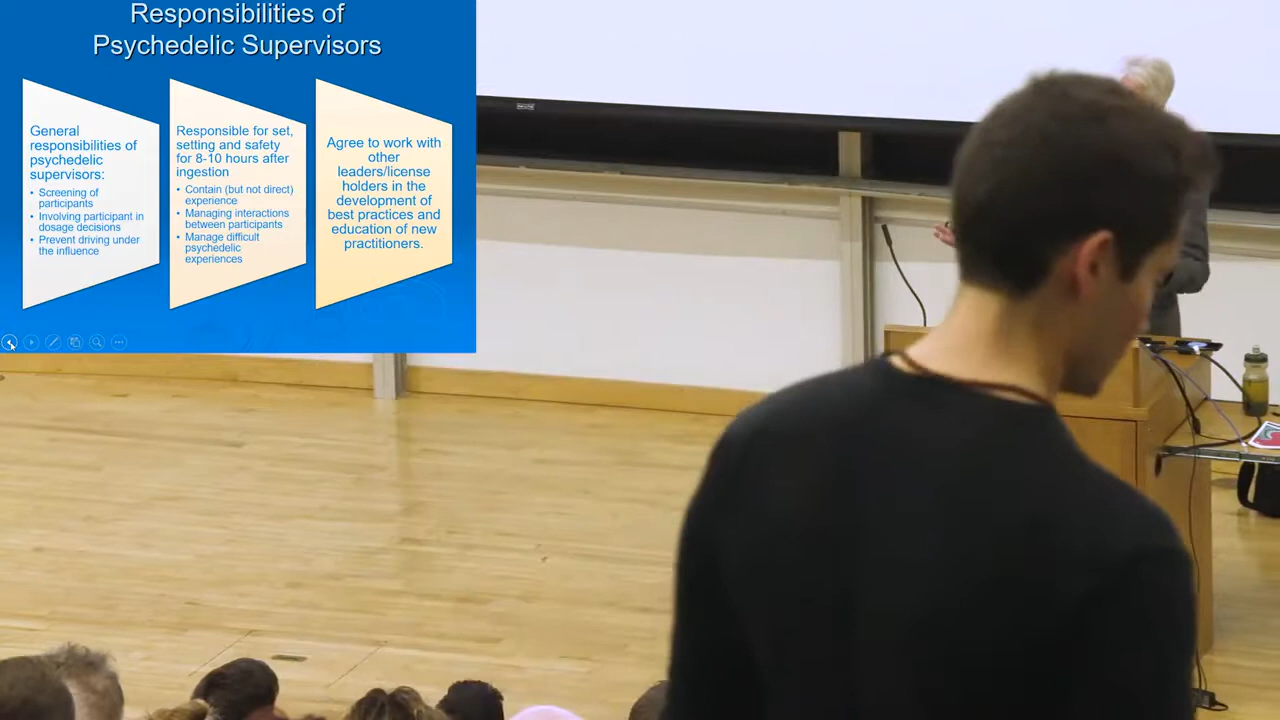 Responsibilities of
Psychedelic Supervisors
General
responsibilities of
psychedelic
supervisors:
• Screening of
participants
• Involving participant in
dosage decisions
• Prevent driving under
the influence
Responsible for set,
setting and safety
for 8-10 hours after
ingestion
• Contain (but not direct)
experience
• Managing interactions
between participants
• Manage difficult
psychedelic
experiences
Agree to work with
other
leaders/license
holders in the
development of
best practices and
education of new
practitioners.